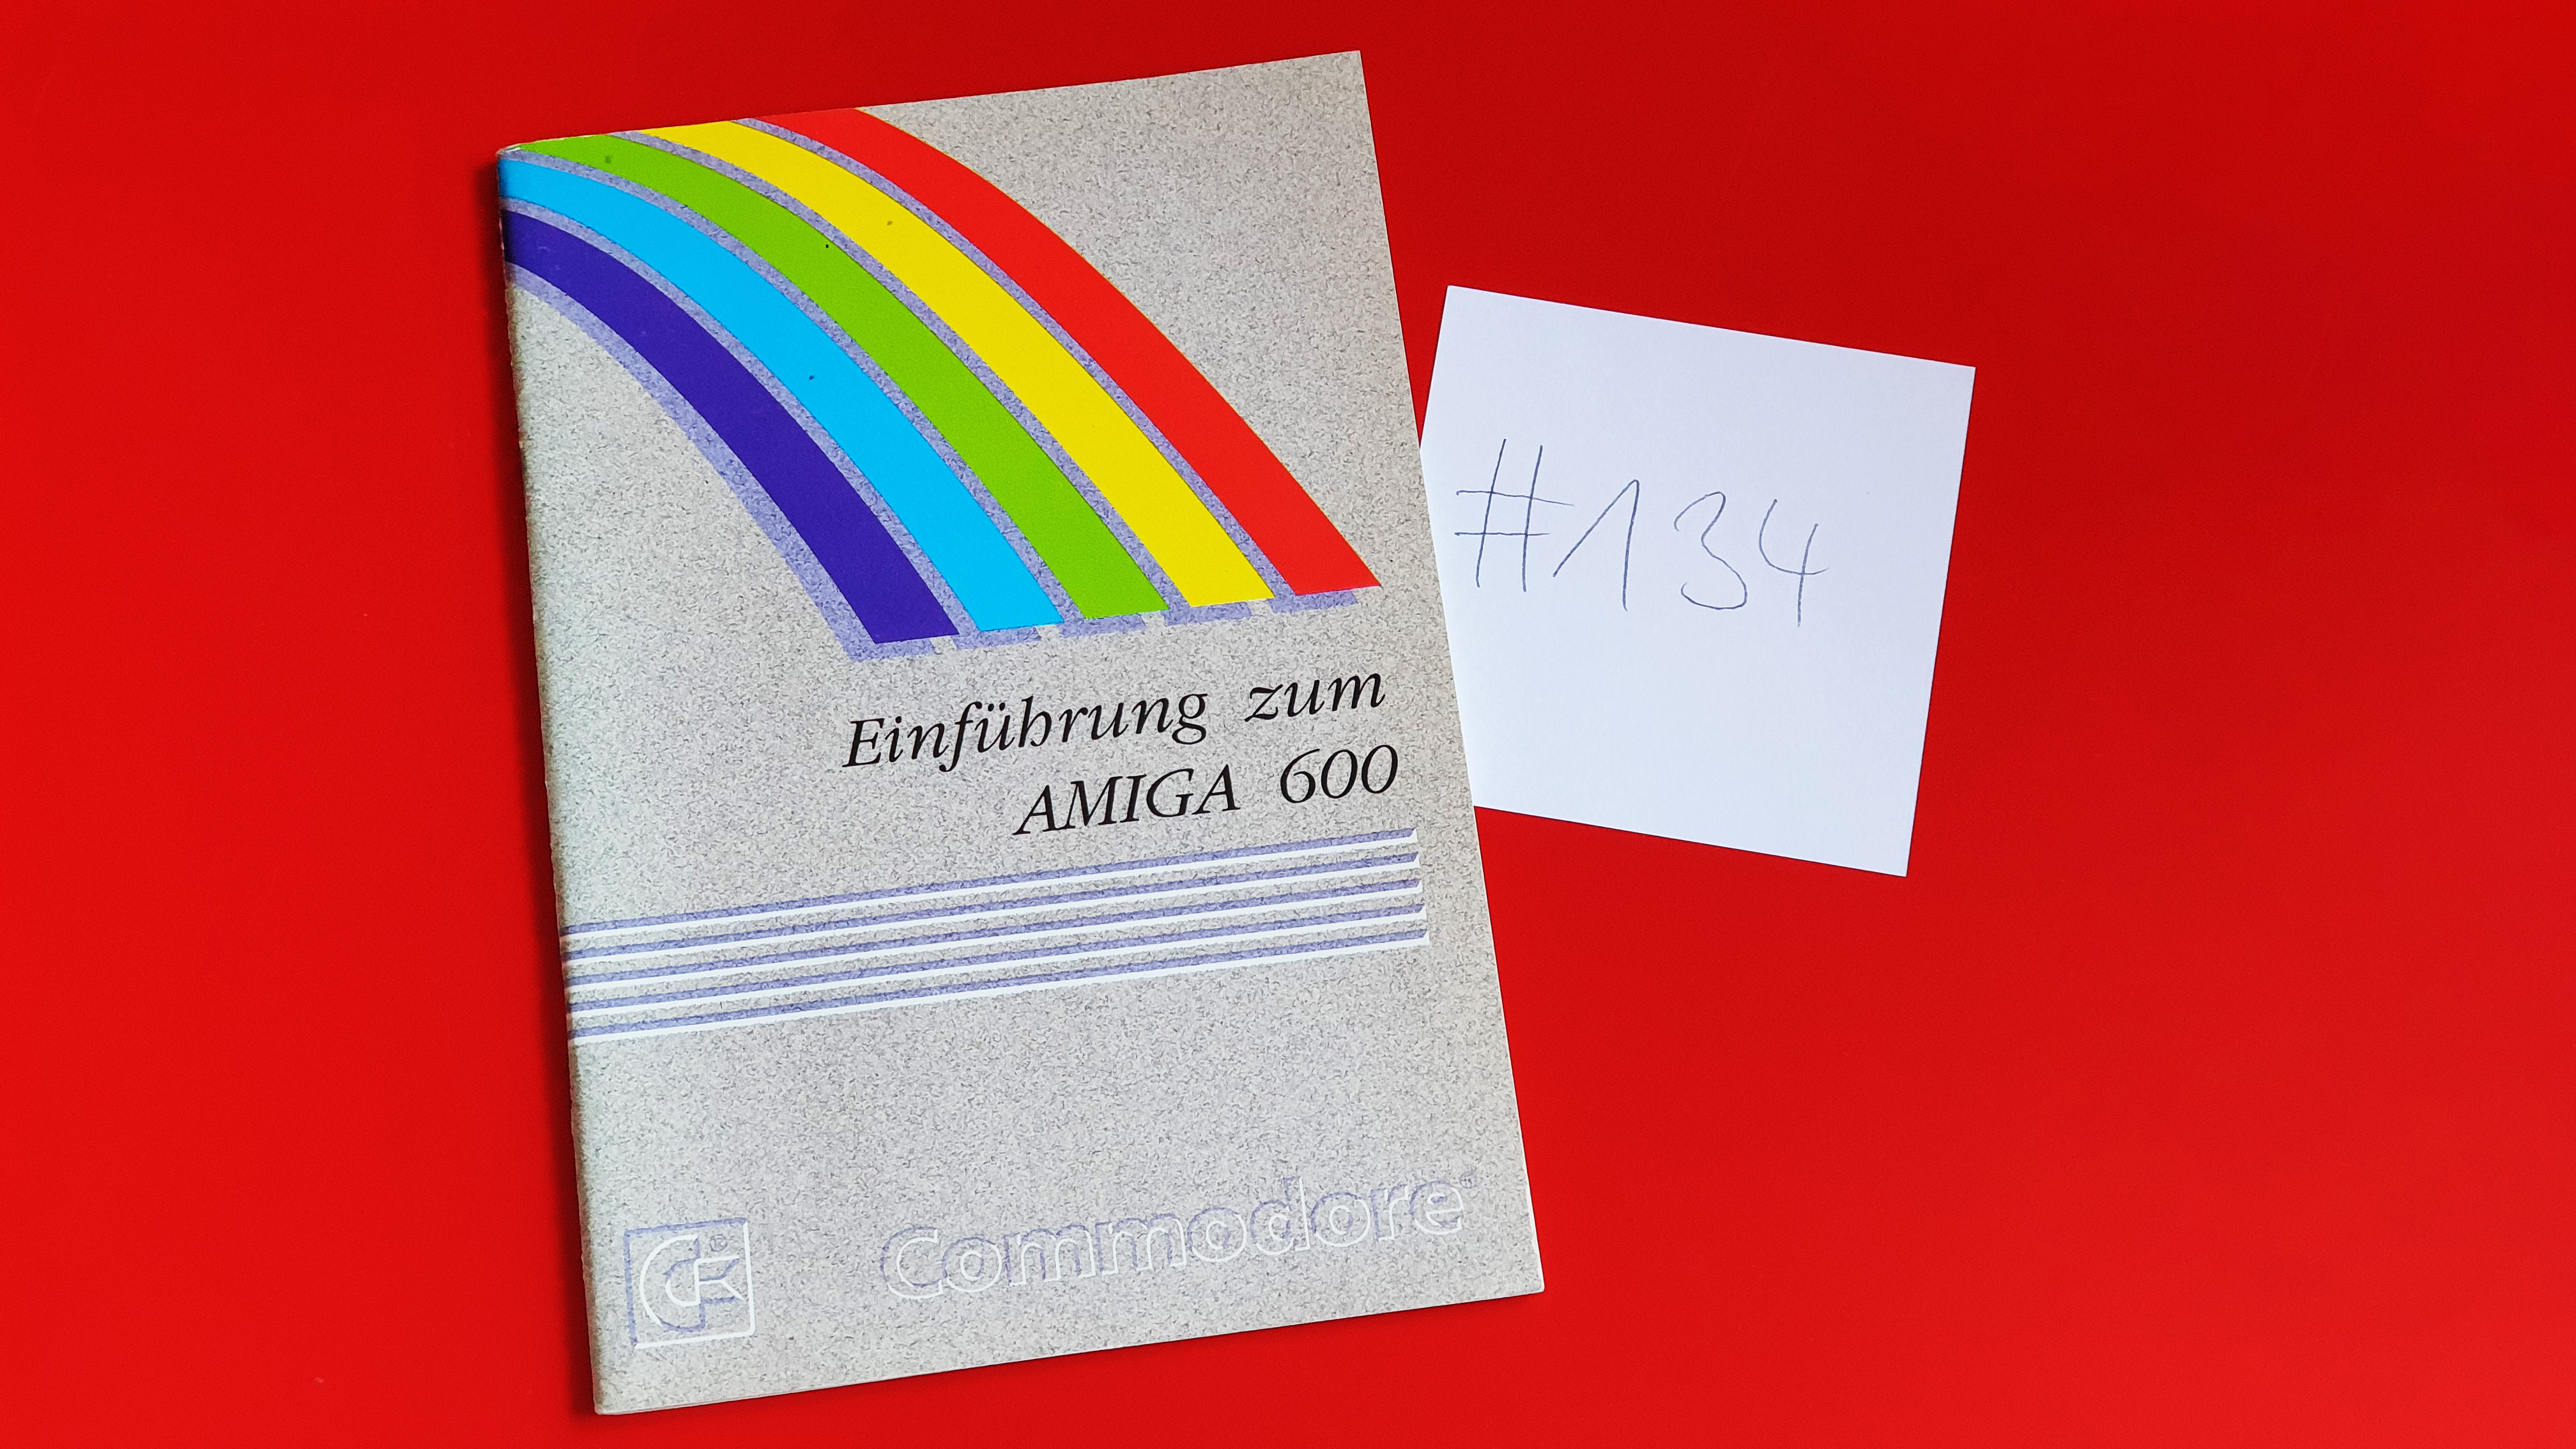 Einführung zum
AMIGA 600
Commodore®
#134